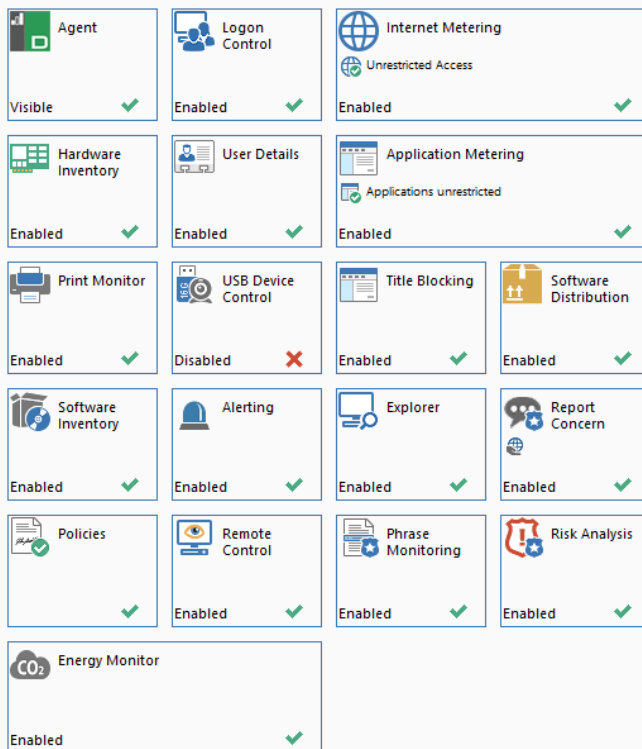 Agent
Visible
Logon
Control
Enabled
Internet Metering
Unrestricted Access
Enabled
Hardware
Inventory
Enabled
User Details
Enabled
Application Metering
Applications unrestricted
Enabled
Print Monitor
Enabled
16 G
USB Device
Control
Disabled
Title Blocking
Enabled
Software
Distribution
Enabled
Software
Inventory
Enabled
Alerting
Enabled
Explorer
Enabled
Report
Concern
Enabled
Policies
Remote
Control
Enabled
Phrase
Monitoring
Enabled
Risk Analysis
Enabled
CO₂
Energy Monitor
Enabled